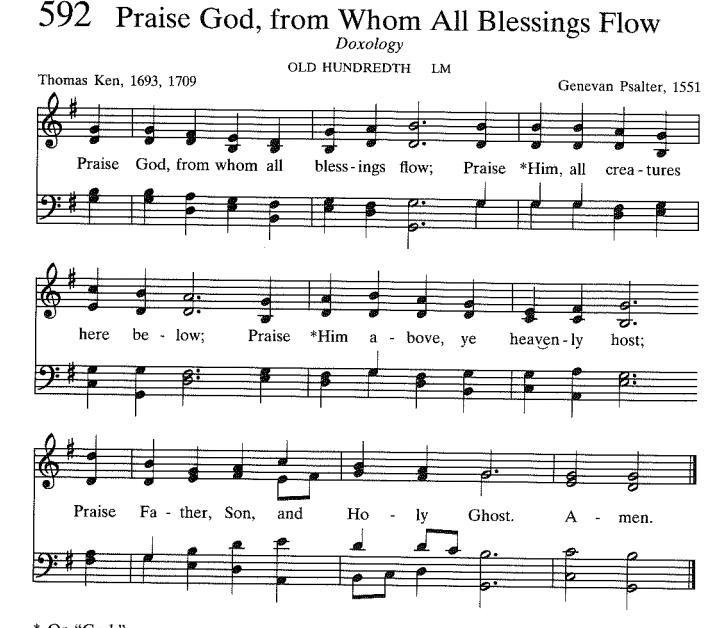 592 Praise God, from Whom All Blessings Flow
Doxology
OLD HUNDREDTH LM
Thomas Ken, 1693, 1709 Genevan Psalter, 1551
Praise God, from whom all bless - ings flow; Praise *Him, all crea - tures
here be - low; Praise *Him a - bove, ye heaven - ly host;
Praise Fa - ther, Son, and Ho - ly Ghost. A - men.
* Or "God"